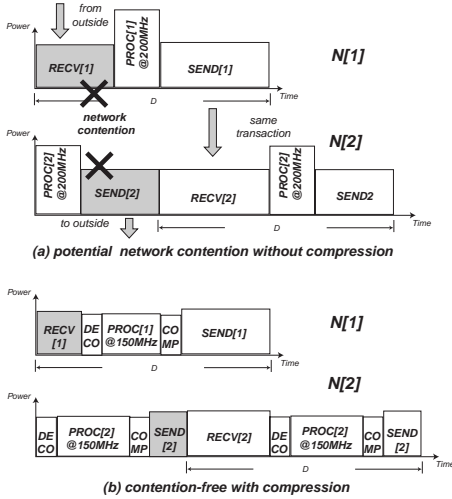 from
outside
Power
RECV[1]
PROC[1]
@200MHz
SEND[1]
N[1]
Time
D
network
contention
same
transaction
N[2]
Power
PROC[2]
@200MHz
SEND[2]
RECV[2]
PROC[2]
@200MHz
SEND2
Time
to outside
D
(a) potential network contention without compression
Power
RECV
[1]
DE
CO
PROC[1]
@150MHz
CO
MP
SEND[1]
N[1]
Time
D
N[2]
Power
DE
CO
PROC[2]
@150MHz
CO
MP
SEND
[2]
RECV[2]
DE
CO
PROC[2]
@150MHz
CO
MP
SEND
[2]
Time
D
(b) contention-free with compression